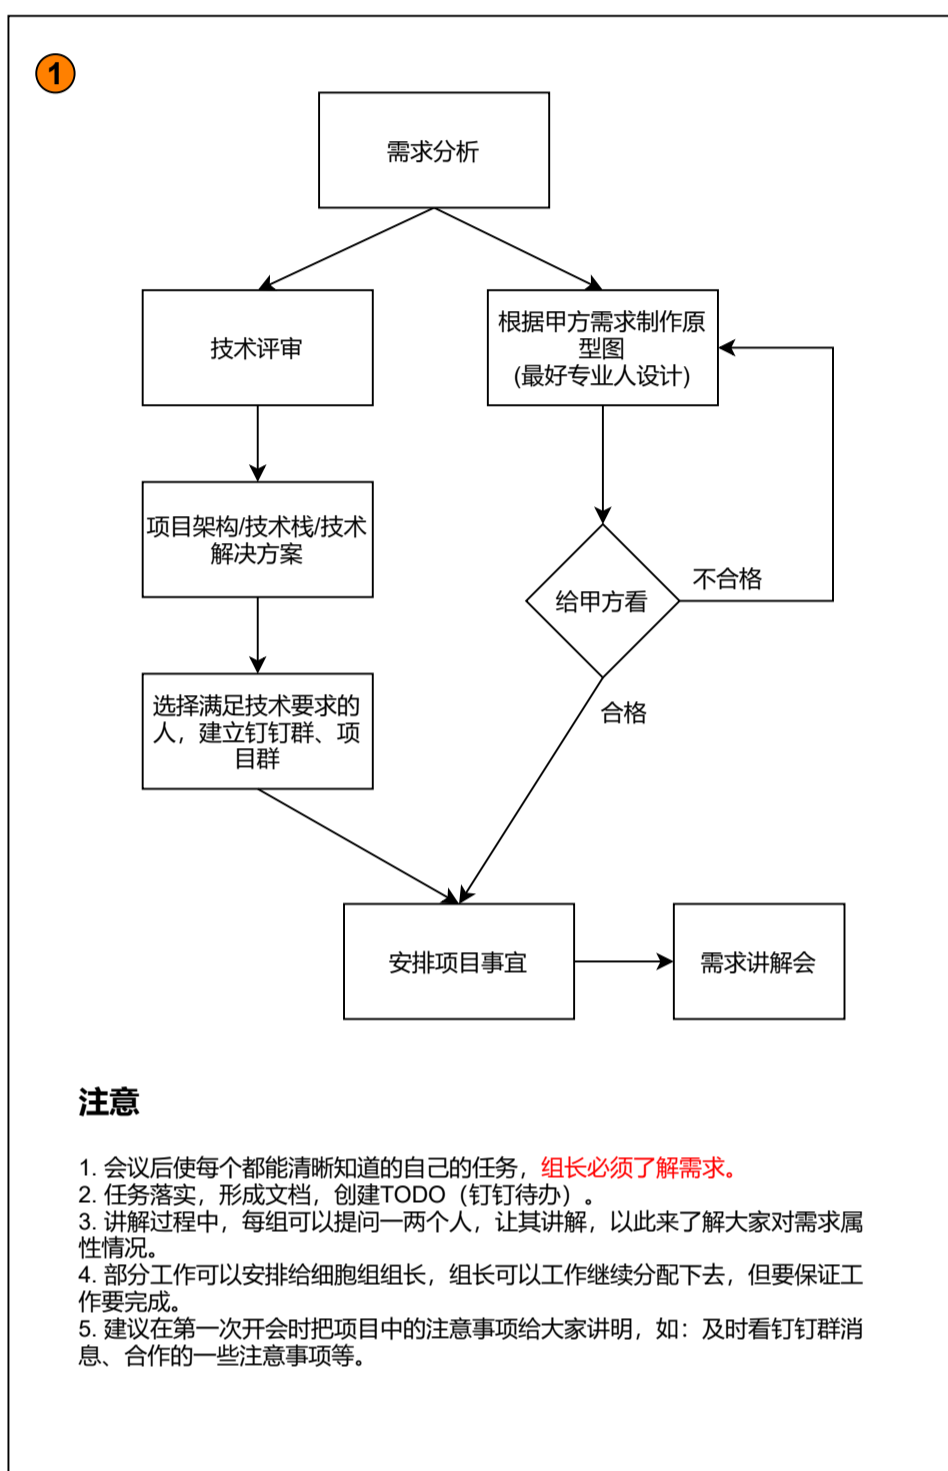 1
需求分析
技术评审
根据甲方需求制作原
型图
(最好专业人设计)
项目架构/技术栈/技术
解决方案
给甲方看
不合格
选择满足技术要求的
人，建立钉钉群、项
目群
合格
安排项目事宜
需求讲解会
注意
1. 会议后使每个都能清晰知道的自己的任务，组长必须了解需求。
2. 任务落实，形成文档，创建TODO（钉钉待办）。
3. 讲解过程中，每组可以提问一两个人，让其讲解，以此来了解大家对需求属
性情况。
4. 部分工作可以安排给细胞组组长，组长可以工作继续分配下去，但要保证工
作要完成。
5. 建议在第一次开会时把项目中的注意事项给大家讲明，如：及时看钉钉群消
息、合作的一些注意事项等。